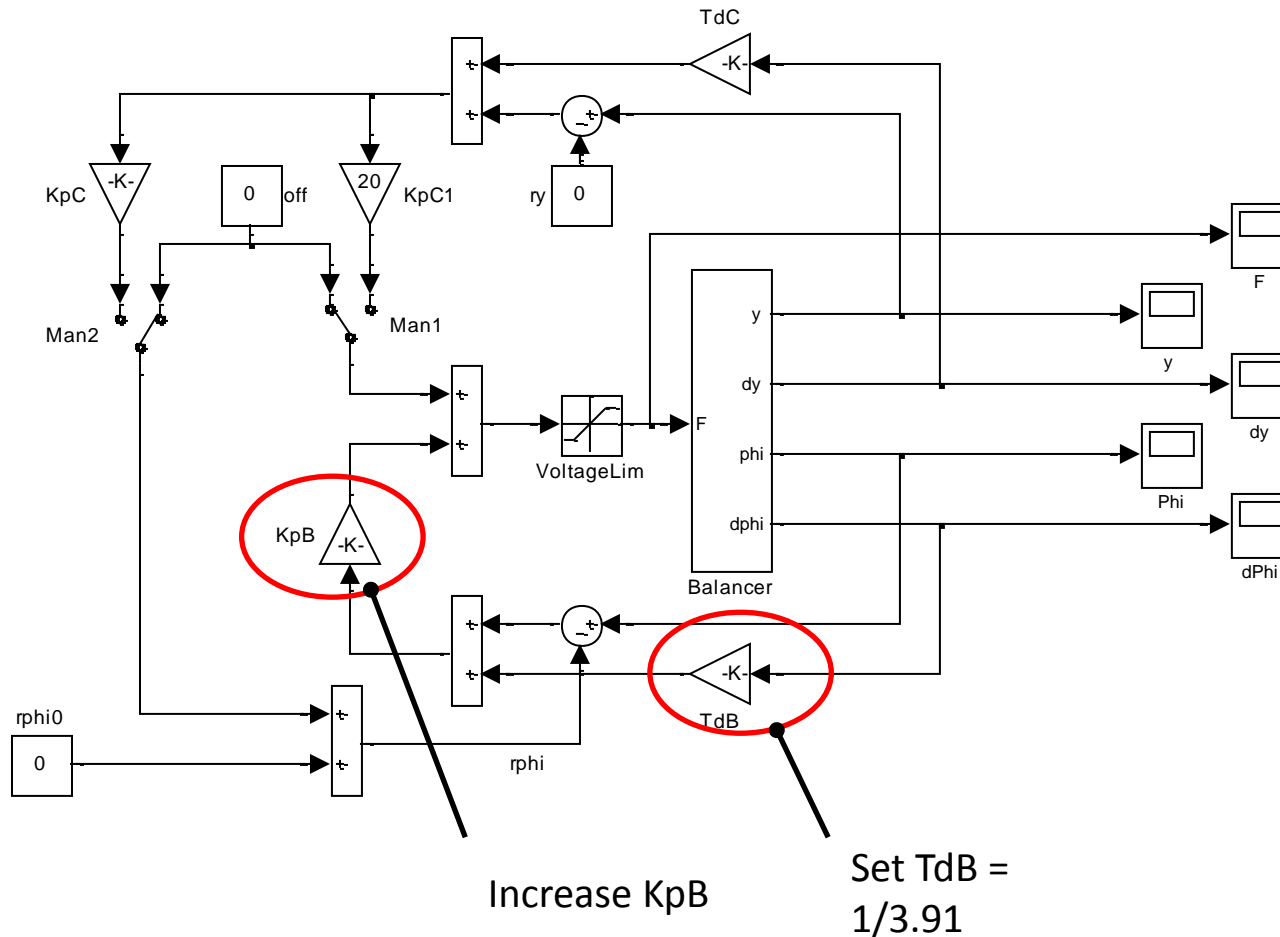 TdC
-K-
+
+
+
-
KpC
-K-
0
off
20
KpC1
ry
0
F
Man2
Man1
y
y
dy
dy
+
+
F
VoltageLim
phi
Phi
dphi
dPhi
KpB
-K-
Balancer
+
+
+
-
-K-
TdB
rphi0
0
+
+
rphi
Increase KpB
Set TdB =
1/3.91